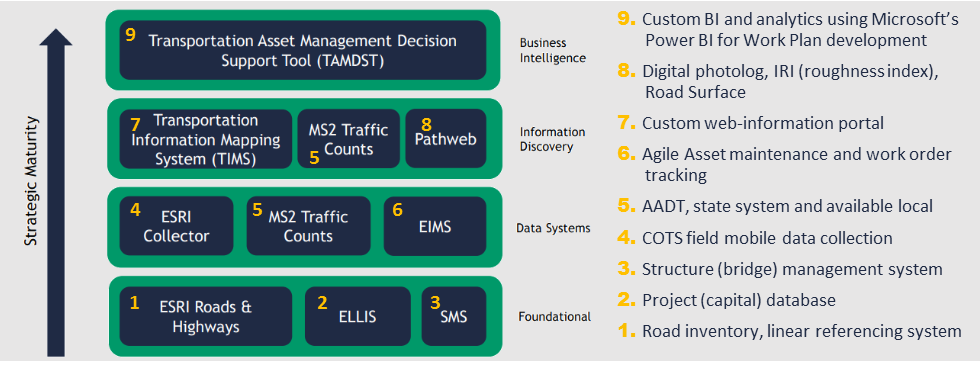 Strategic Maturity
9 Transportation Asset Management Decision
Support Tool (TAMDST)
Business
Intelligence
7 Transportation
Information Mapping
System (TIMS)
MS2 Traffic
Counts
5
8
Pathweb
Information
Discovery
4 ESRI
Collector
5 MS2 Traffic
Counts
6
EIMS
Data Systems
1 ESRI Roads &
Highways
2
ELLIS
3
SMS
Foundational
9. Custom BI and analytics using Microsoft's
Power BI for Work Plan development
8. Digital photolog, IRI (roughness index),
Road Surface
7. Custom web-information portal
6. Agile Asset maintenance and work order
tracking
5. AADT, state system and available local
4. COTS field mobile data collection
3. Structure (bridge) management system
2. Project (capital) database
1. Road inventory, linear referencing system